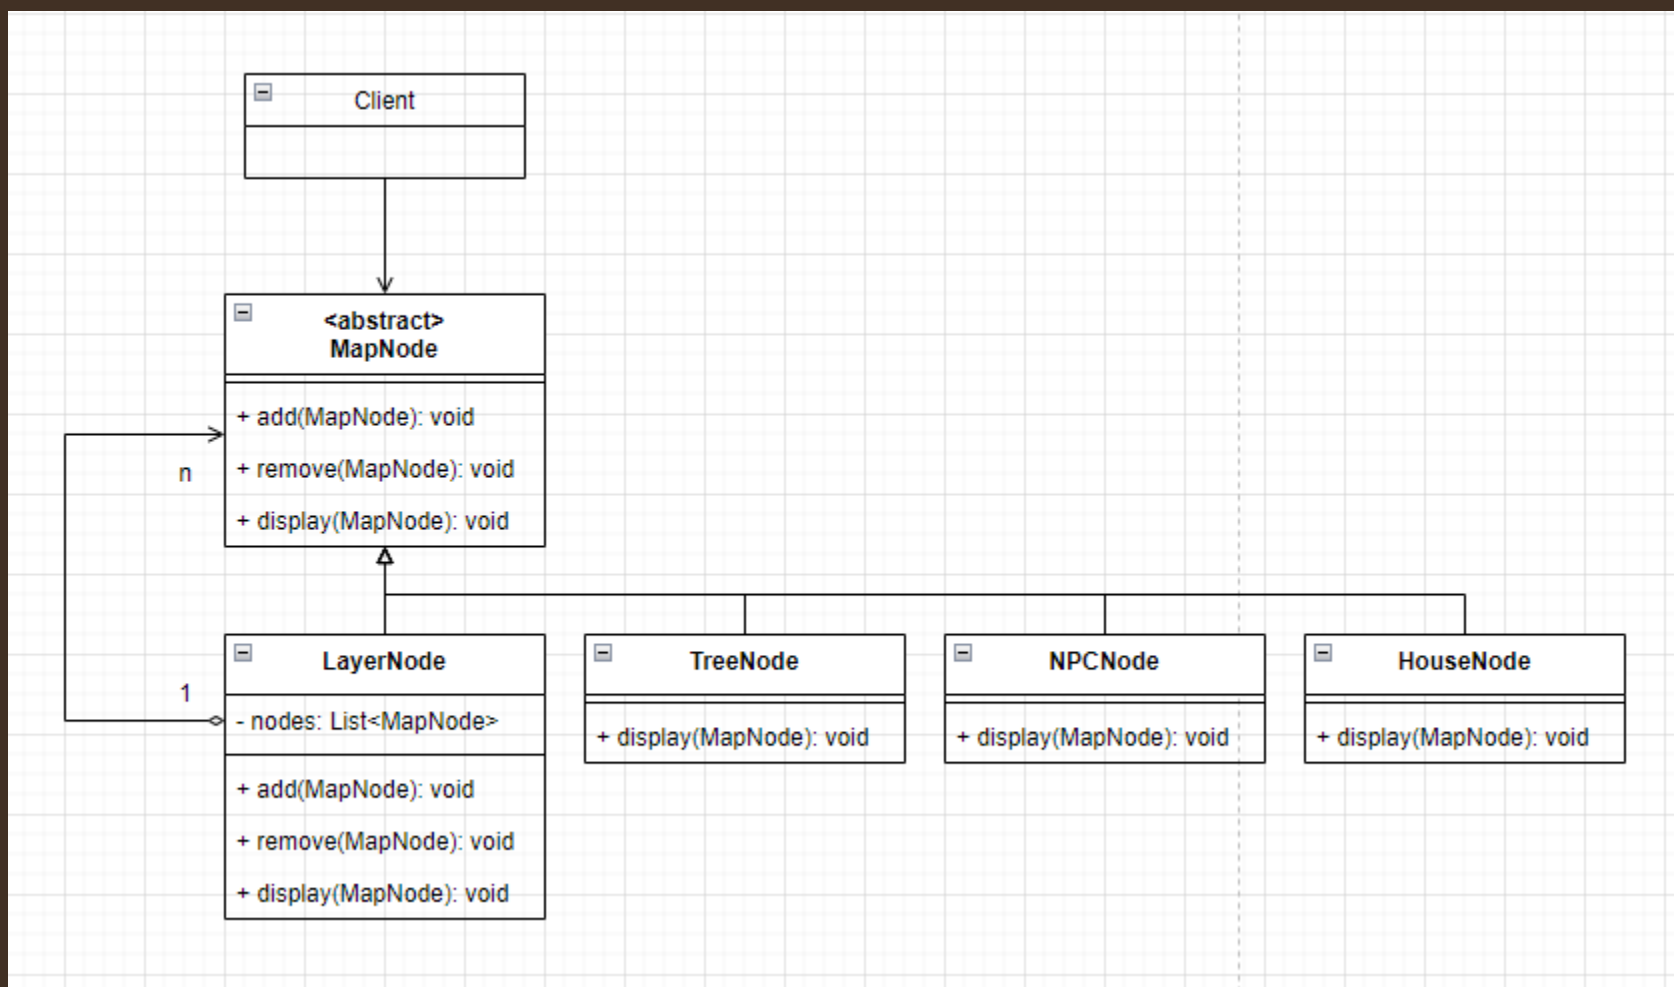 Client
<abstract>
MapNode
+ add(MapNode): void
n
+ remove(MapNode): void
+ display(MapNode): void
LayerNode
1
- nodes: List<MapNode>
+ add(MapNode): void
+ remove(MapNode): void
+ display(MapNode): void
TreeNode
+ display(MapNode): void
NPCNode
+ display(MapNode): void
HouseNode
+ display(MapNode): void